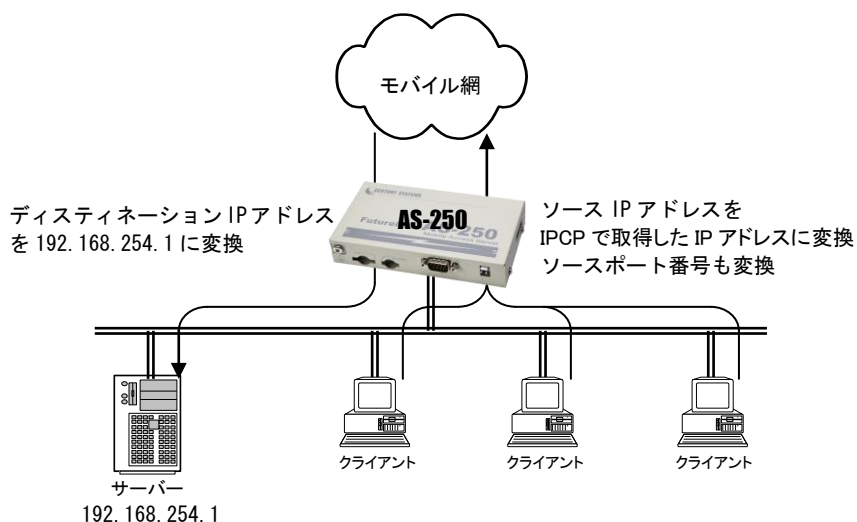 モバイル網
CENTURY SYSTEMS
AS-250
ディスティネーション IP アドレス
を 192.168.254.1 に変換
ソース IP アドレスを
IPCP で取得した IP アドレスに変換
ソースポート番号も変換
クライアント
クライアント
クライアント
サーバー
192.168.254.1